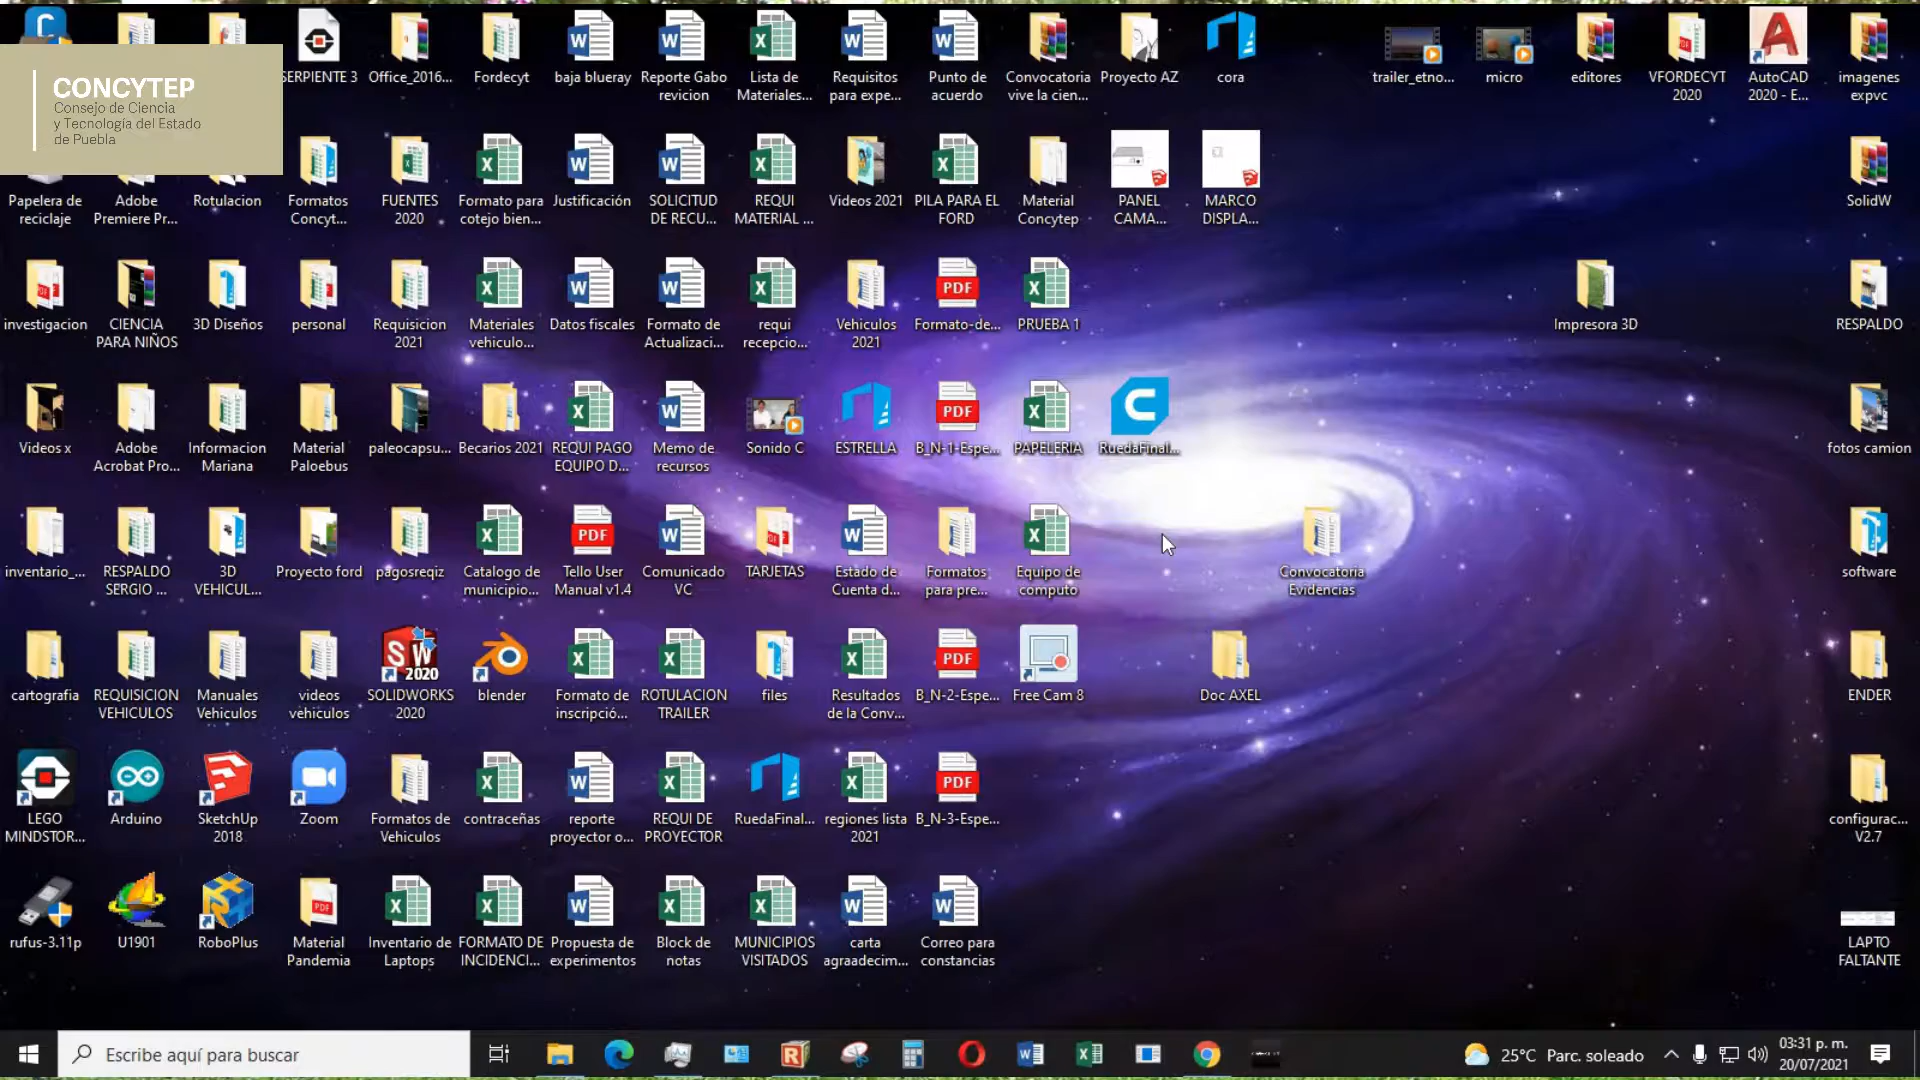 CONCYTEP
Consejo de Ciencia
y Tecnología del Estado
de Puebla
SERPIENTE 3
Office_2016...
Fordecyt
baja blueray
Reporte Gabo
revicion
Lista de
Materiales...
Requisitos
para expe...
Punto de
acuerdo
Convocatoria
vive la cien...
Proyecto AZ
cora
trailer_etno...
micro
editores
VFORDECYT
2020
AutoCAD
2020 - E...
imagenes
expvc
Papelera de
reciclaje
Adobe
Premiere Pr...
Rotulacion
Formatos
Concyt...
FUENTES
2020
Formato para
cotejo bien...
Justificación
SOLICITUD
DE RECU...
REQUI
MATERIAL ...
Videos 2021
PILA PARA EL
FORD
Material
Concytep
PANEL
CAMA...
MARCO
DISPLA...
SolidW
investigacion
CIENCIA
PARA NIÑOS
3D Diseños
personal
Requisicion
2021
Materiales
vehiculo...
Datos fiscales
Formato de
Actualizaci...
requi
recepcio...
Vehiculos
2021
PDF
Formato-de...
PRUEBA 1
Impresora 3D
RESPALDO
Videos x
Adobe
Acrobat Pro...
Informacion
Mariana
Material
Paloebus
paleocapsu...
Becarios 2021
REQUI PAGO
EQUIPO D...
Memo de
recursos
Sonido C
ESTRELLA
PDF
B_N-1-Espe...
PAPELERIA
RuedaFinal...
fotos camion
inventario_...
RESPALDO
SERGIO ...
3D
VEHICUL...
Proyecto ford
pagosreqiz
Catalogo de
municipio...
PDF
Tello User
Manual v1.4
Comunicado
VC
TARJETAS
Estado de
Cuenta d...
Formatos
para pre...
Equipo de
computo
Convocatoria
Evidencias
software
cartografia
REQUISICION
VEHICULOS
Manuales
Vehiculos
videos
vehiculos
SW
2020
SOLIDWORKS
2020
blender
Formato de
inscripció...
ROTULACION
TRAILER
files
Resultados
de la Conv...
PDF
B_N-2-Espe...
Free Cam 8
Doc AXEL
ENDER
LEGO
MINDSTOR...
Arduino
SketchUp
2018
Zoom
Formatos de
Vehiculos
contraceñas
reporte
proyector o...
REQUI DE
PROYECTOR
RuedaFinal...
regiones lista
2021
PDF
B_N-3-Espe...
configurac...
V2.7
rufus-3.11p
U1901
RoboPlus
Material
Pandemia
Inventario de
Laptops
FORMATO DE
INCIDENCI...
Propuesta de
experimentos
Block de
notas
MUNICIPIOS
VISITADOS
carta
agraadecim...
Correo para
constancias
LAPTO
FALTANTE
Escribe aquí para buscar
25°C Parc. soleado
03:31 p. m.
20/07/2021